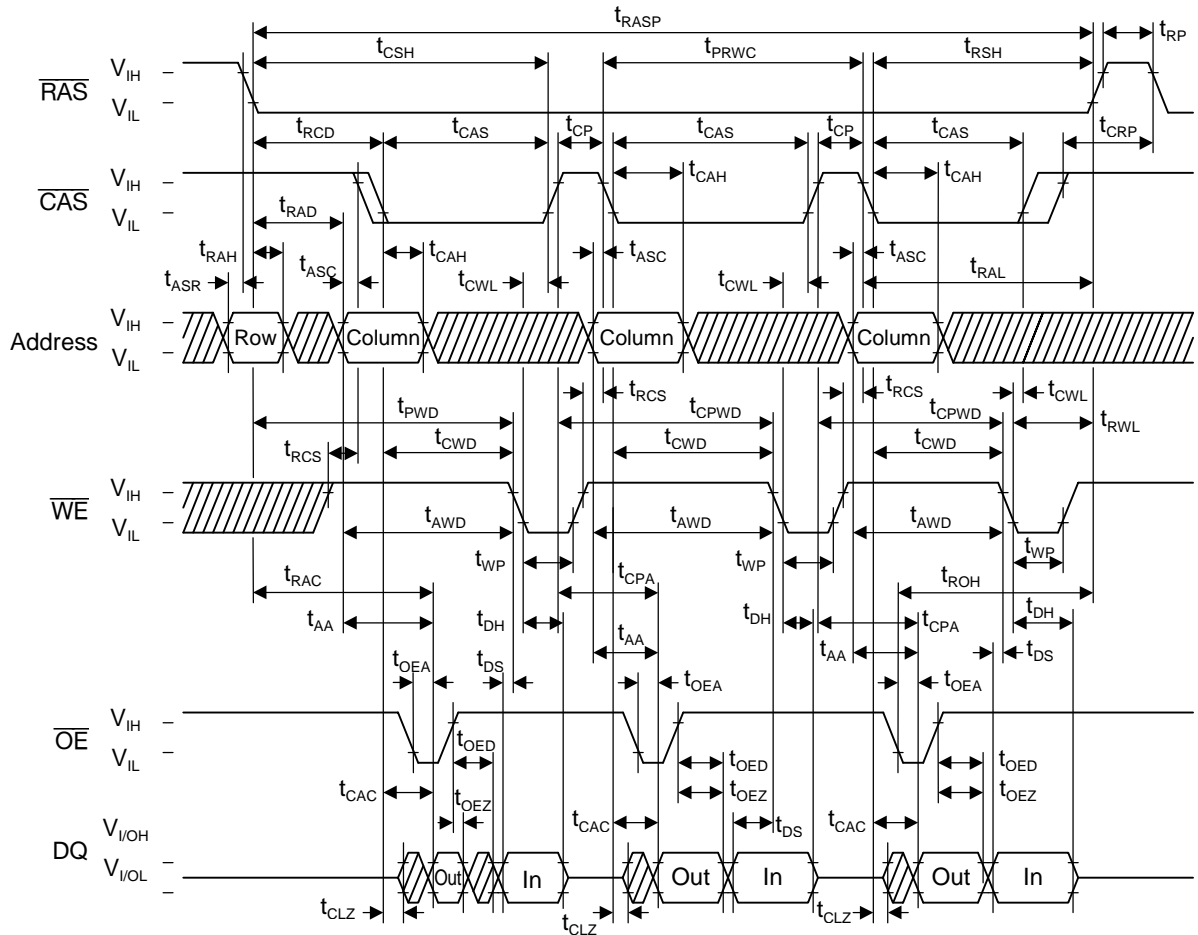 tRASP
tRP
tCSH tPRWC tRSH
RAS VIH
VIL
tRCD tCAS tCP tCAS tCP tCAS tCRP
CAS VIH
VIL
tCAH tCAH
tRAD
tRAH tASC tCAH tASC tASC
tASR tCWL tCWL tRAL
Address VIH
VIL
Row Column Column Column
tRCS tRCS tCWL
tPWD tCPWD tCPWD tRWL
tRCS tCWD tCWD tCWD
WE VIH
VIL
tAWD tAWD tAWD
tWP tWP tWP
tRAC tCPA tROH
tAA tDH tAA tDH tCPA tDH
tAA
tOEA tDS tOEA tOEA tDS
OE VIH
VIL
tOED tOED tOED
tCAC tOEZ tOEZ tOEZ
tCAC tDS tCAC
DQ VI/OH
VI/OL
Out In Out In Out In
tCLZ tCLZ tCLZ